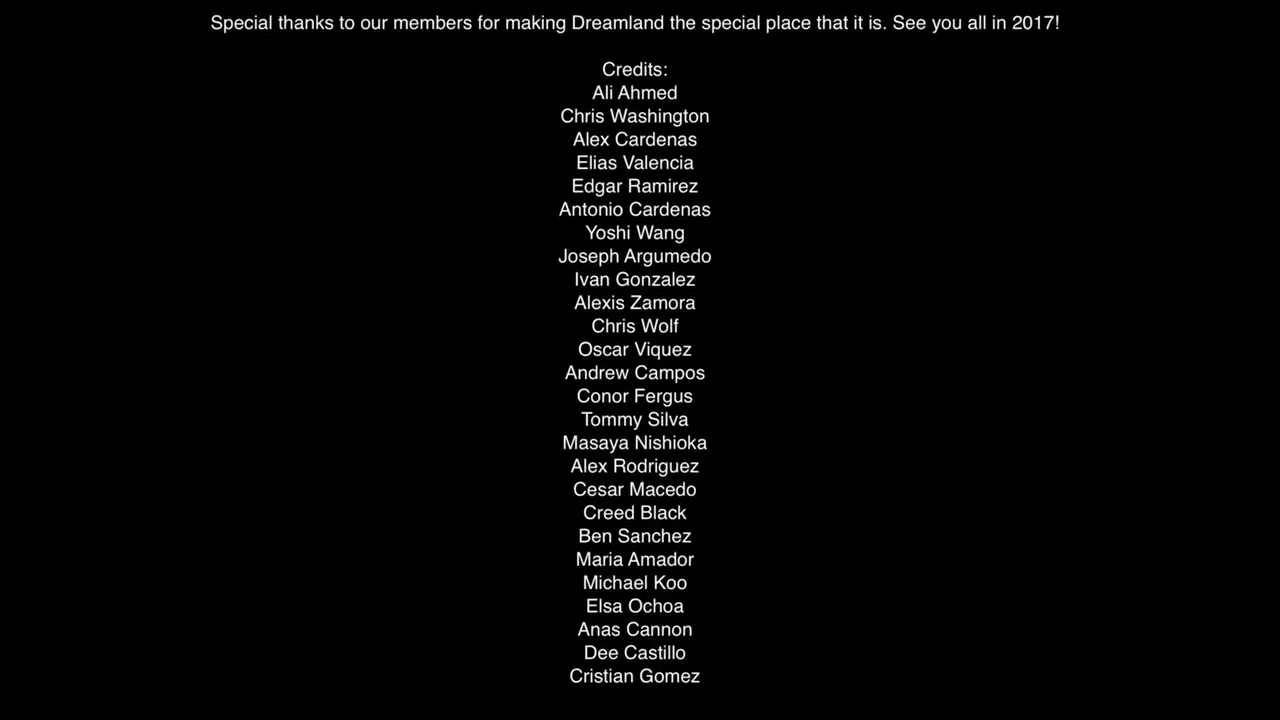 Special thanks to our members for making Dreamland the special place that it is. See you all in 2017!
Credits:
Ali Ahmed
Chris Washington
Alex Cardenas
Elias Valencia
Edgar Ramirez
Antonio Cardenas
Yoshi Wang
Joseph Argumedo
Ivan Gonzalez
Alexis Zamora
Chris Wolf
Oscar Viquez
Andrew Campos
Conor Fergus
Tommy Silva
Masaya Nishioka
Alex Rodriguez
Cesar Macedo
Creed Black
Ben Sanchez
Maria Amador
Michael Koo
Elsa Ochoa
Anas Cannon
Dee Castillo
Cristian Gomez